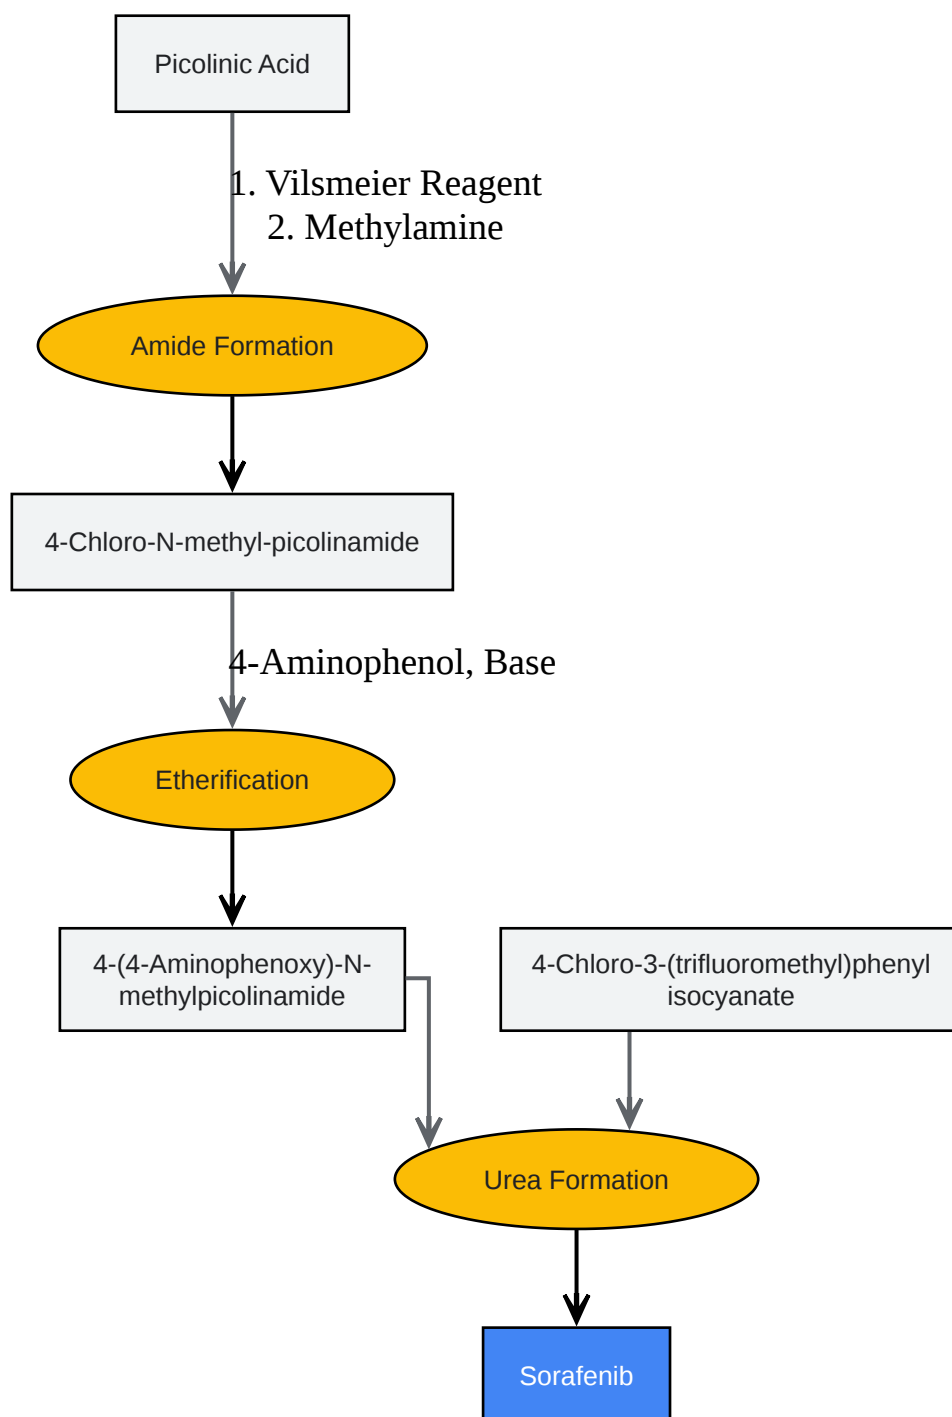 Picolinic Acid
1. Vilsmeier Reagent
2. Methylamine
Amide Formation
4-Chloro-N-methyl-picolinamide
4-Aminophenol, Base
Etherification
4-(4-Aminophenoxy)-N-
methylpicolinamide
4-Chloro-3-(trifluoromethyl)phenyl
isocyanate
Urea Formation
Sorafenib